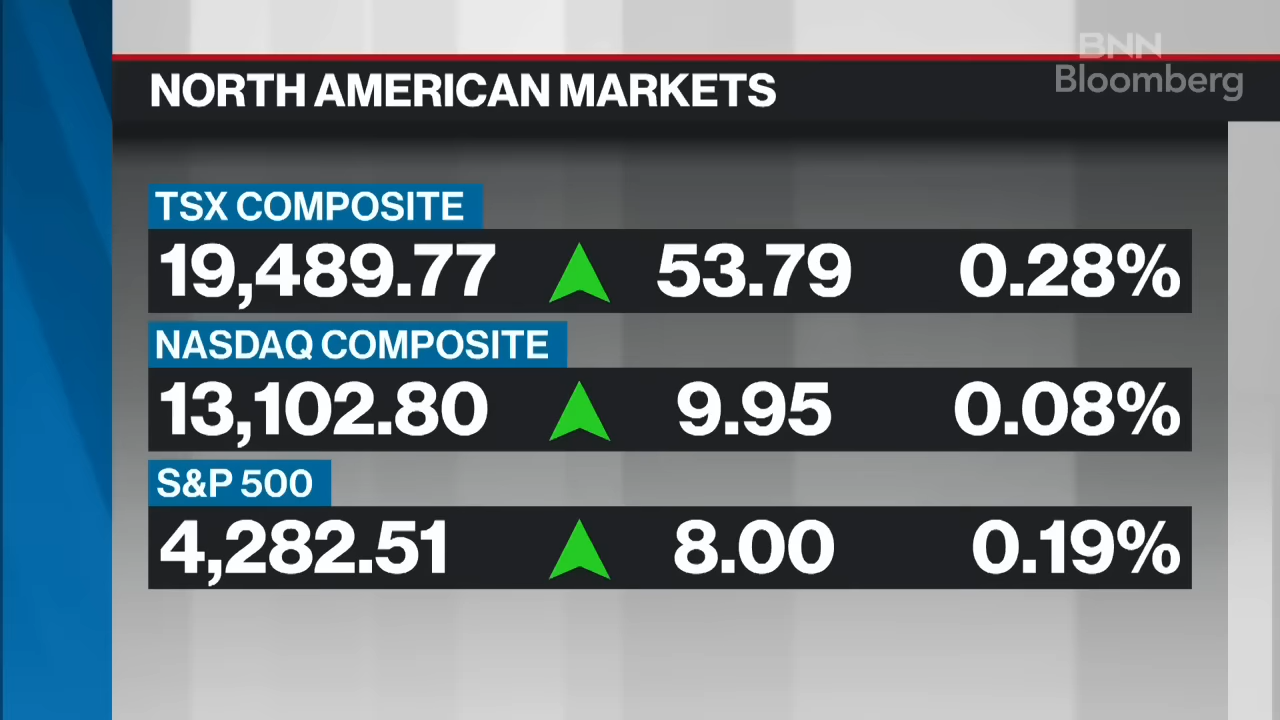 BNN
Bloomberg
NORTH AMERICAN MARKETS
TSX COMPOSITE
19,489.77 53.79 0.28%
NASDAQ COMPOSITE
13,102.80 9.95 0.08%
S&P 500
4,282.51 8.00 0.19%